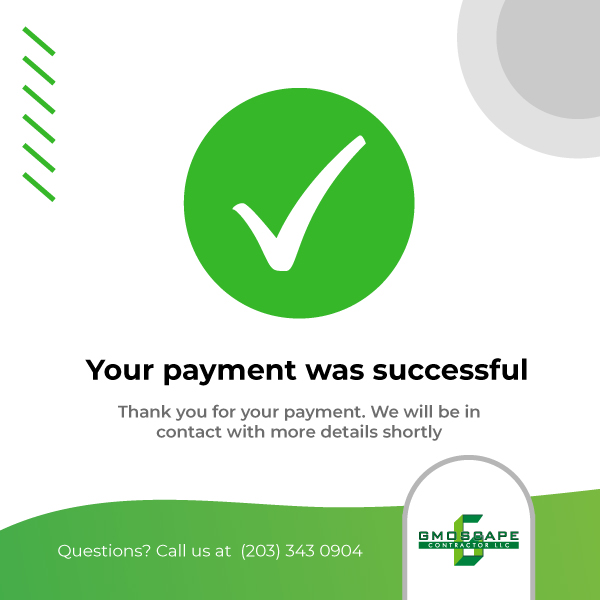 Your payment was successful
Thank you for your payment. We will be in
contact with more details shortly
Questions? Call us at (203) 343 0904
GMOSCAPE
CONTRACTOR LLC